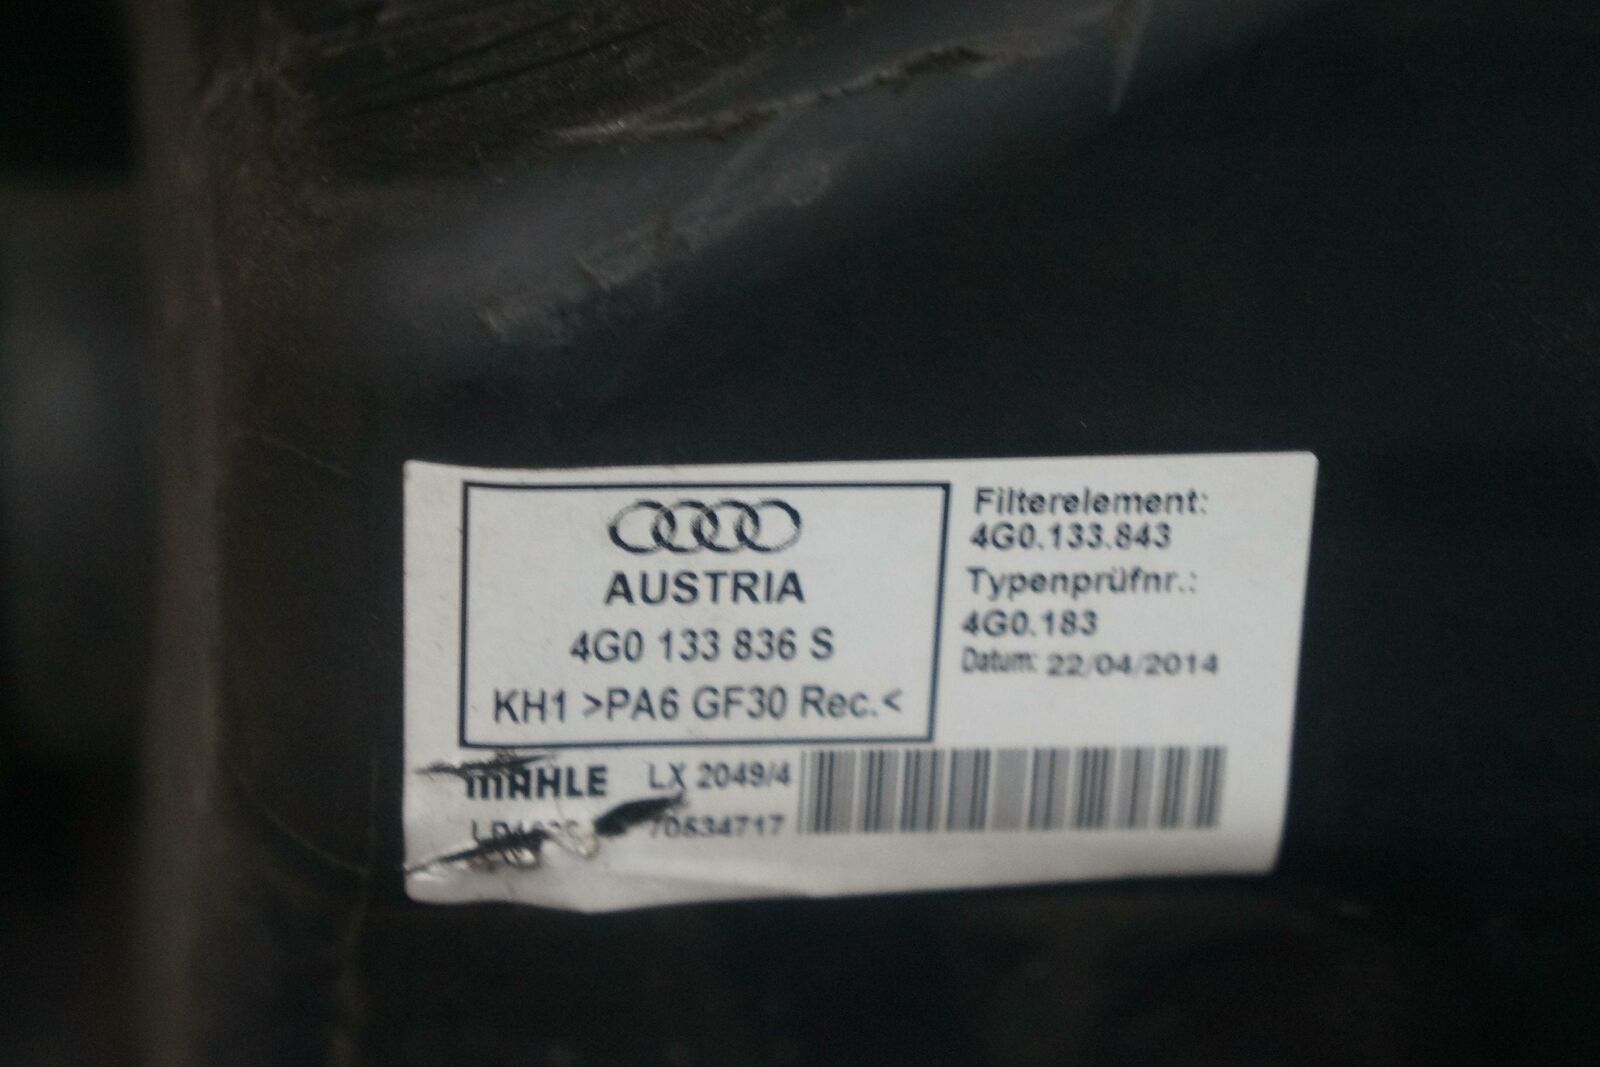 AUSTRIA
4G0 133 836 S
KH1 >PA6 GF30 Rec.<
Filterelement:
4G0.133.843
Typenprüfnr.:
4G0.183
Datum: 22/04/2014
MAHLE LX 2049/4
70534717